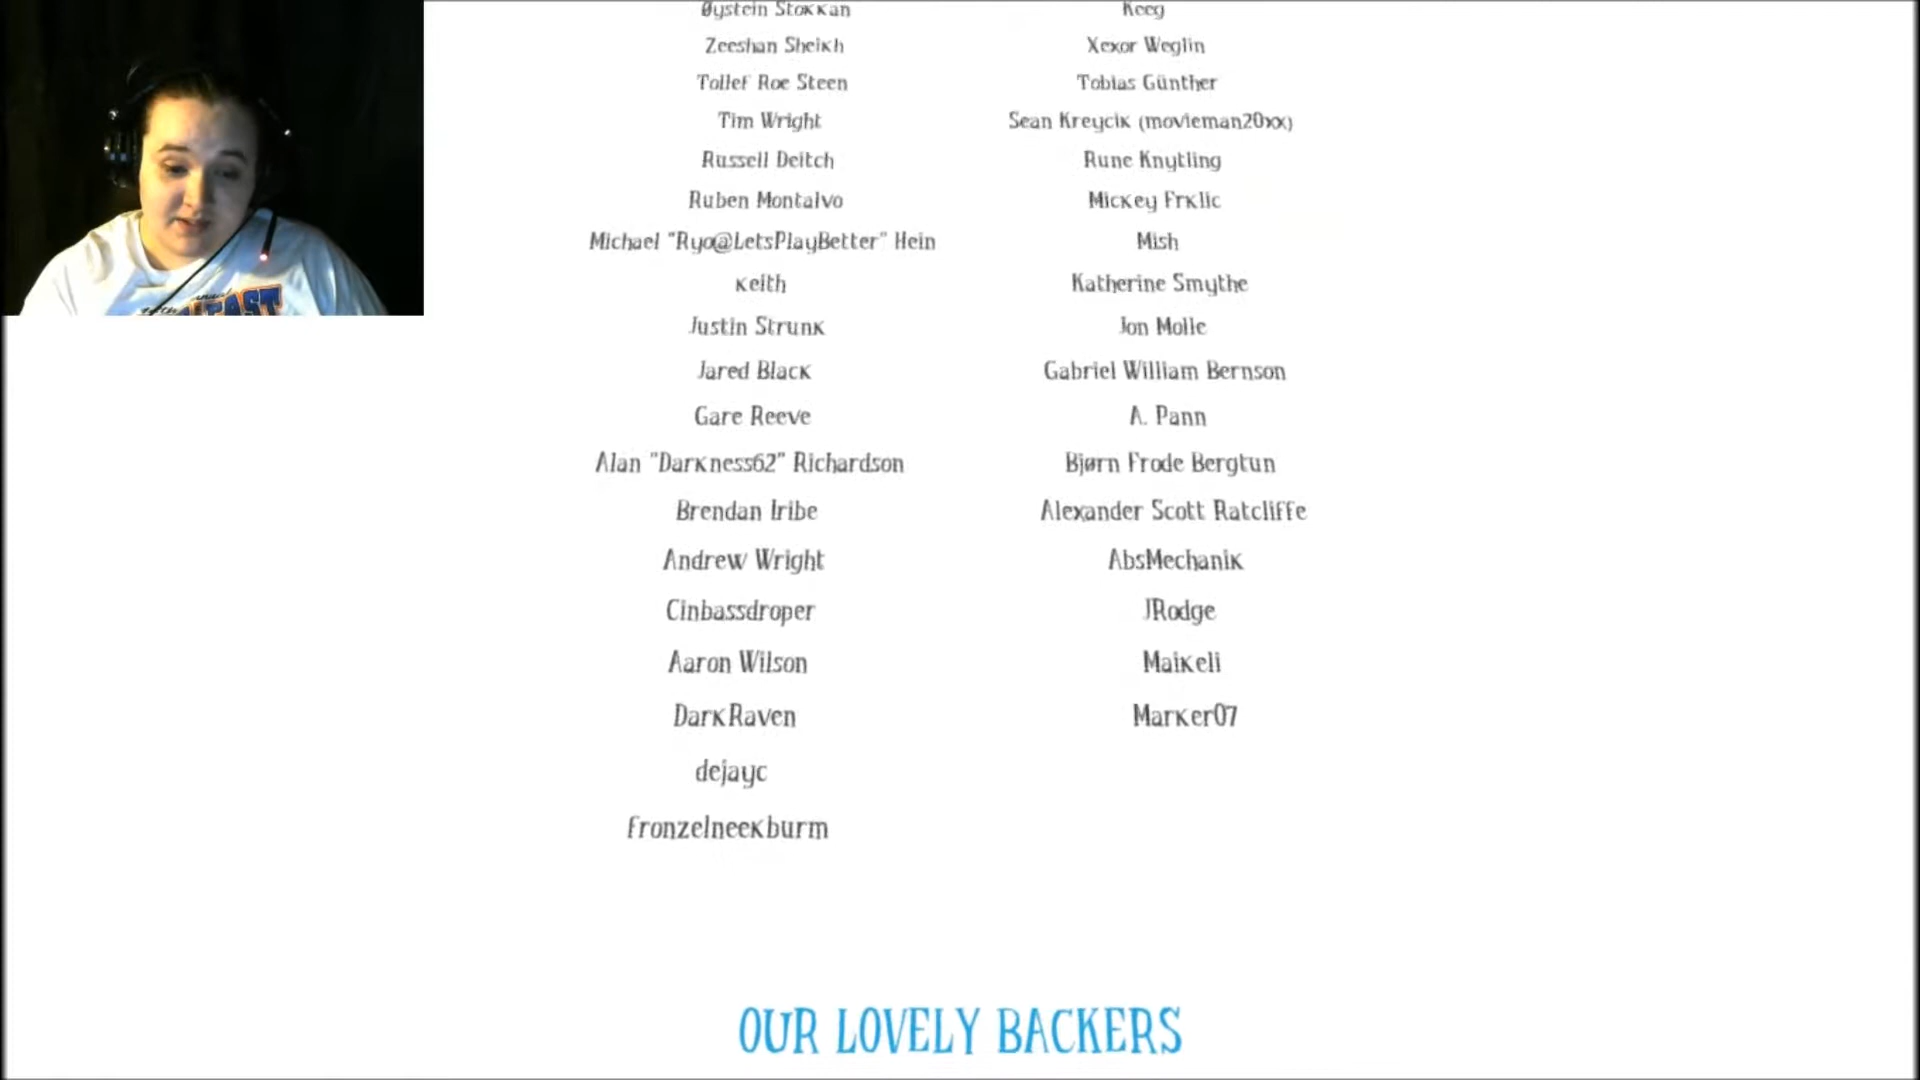 Øystein Stokkan
Keeg
Zeeshan Sheikh
Xexor Weglin
Tollef Roe Steen
Tobias Günther
Tim Wright
Sean Kreycik (movieman20xx)
Russell Deitch
Rune Knytling
Ruben Montalvo
Mickey Frklic
Michael "Ryo@LetsPlayBetter" Hein
Mish
keith
Katherine Smythe
Justin Strunk
Jon Molle
Jared Black
Gabriel William Bernson
Gare Reeve
A. Pann
Alan "Darkness62" Richardson
Bjørn Frode Bergtun
Brendan Iribe
Alexander Scott Ratcliffe
Andrew Wright
AbsMechanik
Cinbassdroper
JRodge
Aaron Wilson
Maikeli
DarkRaven
Marker07
dejayc
fronzelneekburm
OUR LOVELY BACKERS